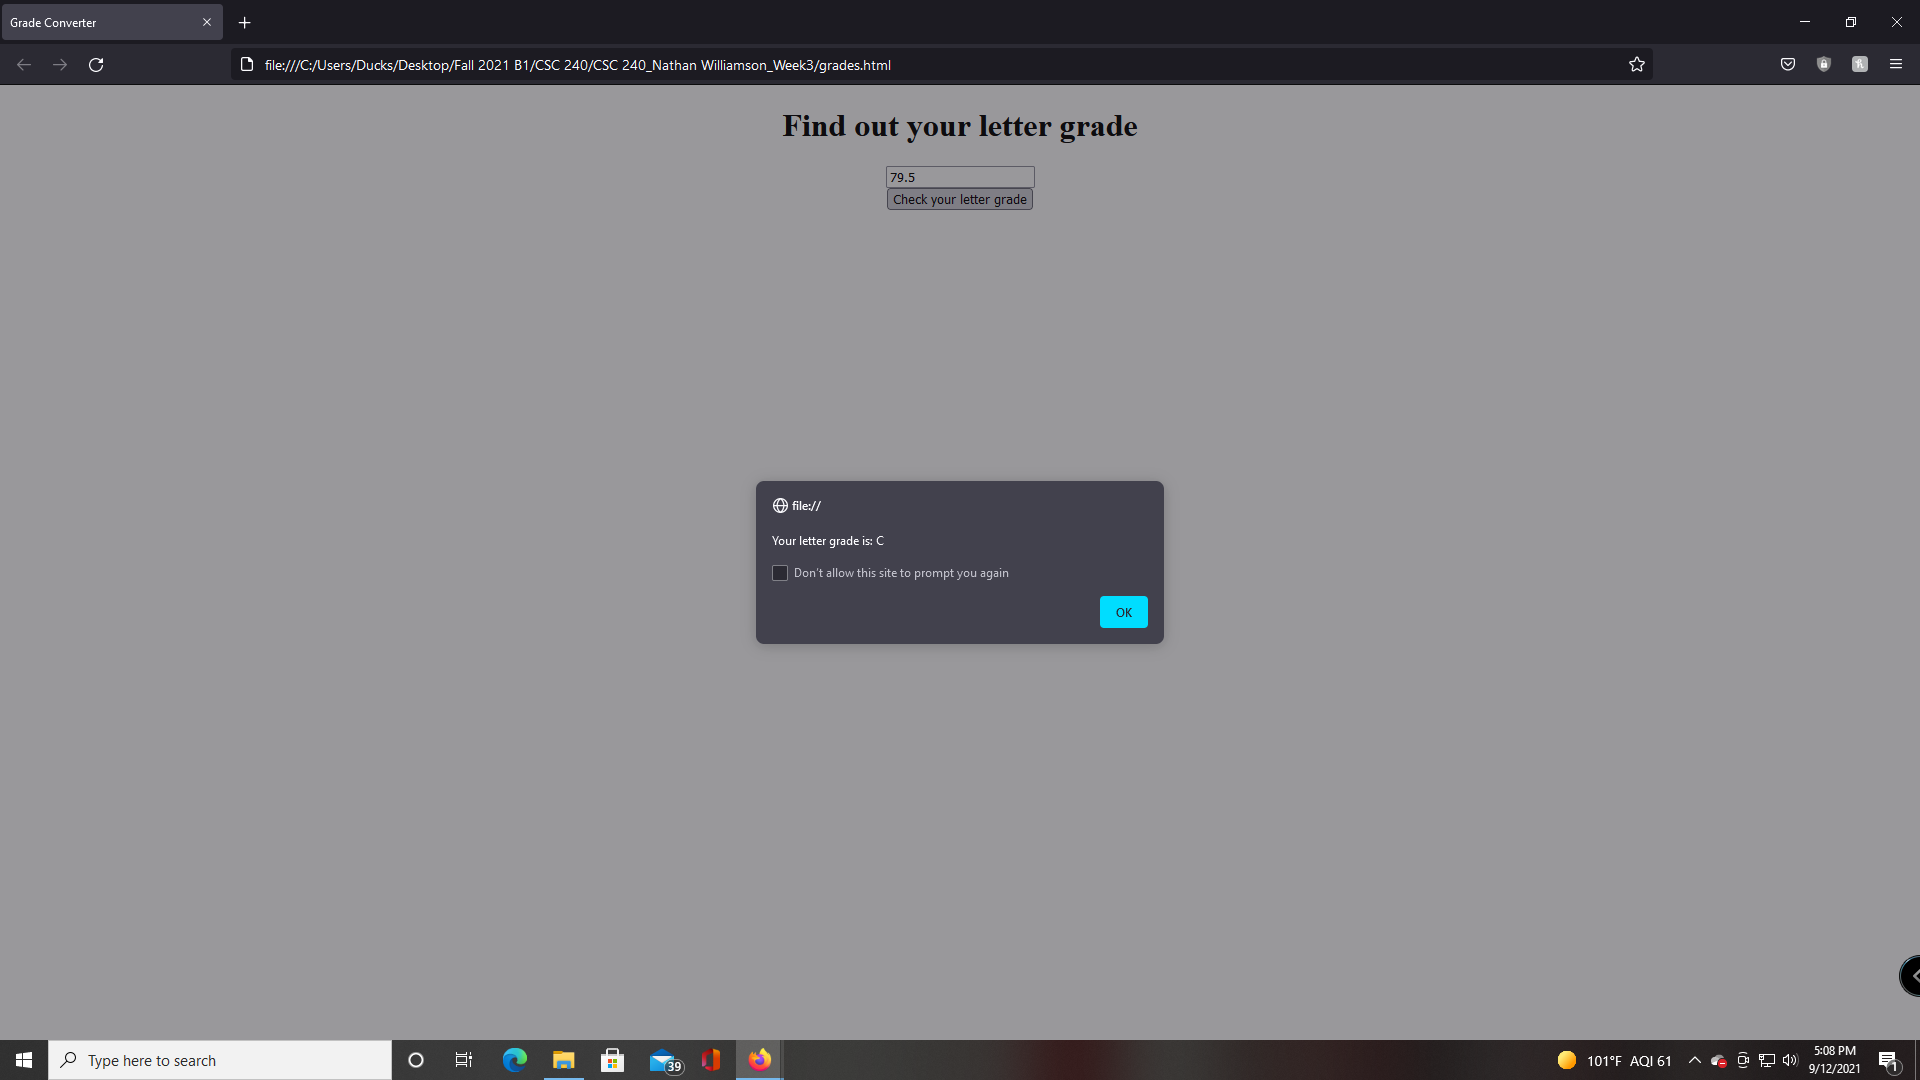 Grade Converter
file:///C:/Users/Ducks/Desktop/Fall 2021 B1/CSC 240/CSC 240_Nathan Williamson_Week3/grades.html
Find out your letter grade
79.5
Check your letter grade
file://
Your letter grade is: C
Don't allow this site to prompt you again
OK
Type here to search
39
101°F AQI 61
5:08 PM
9/12/2021
1